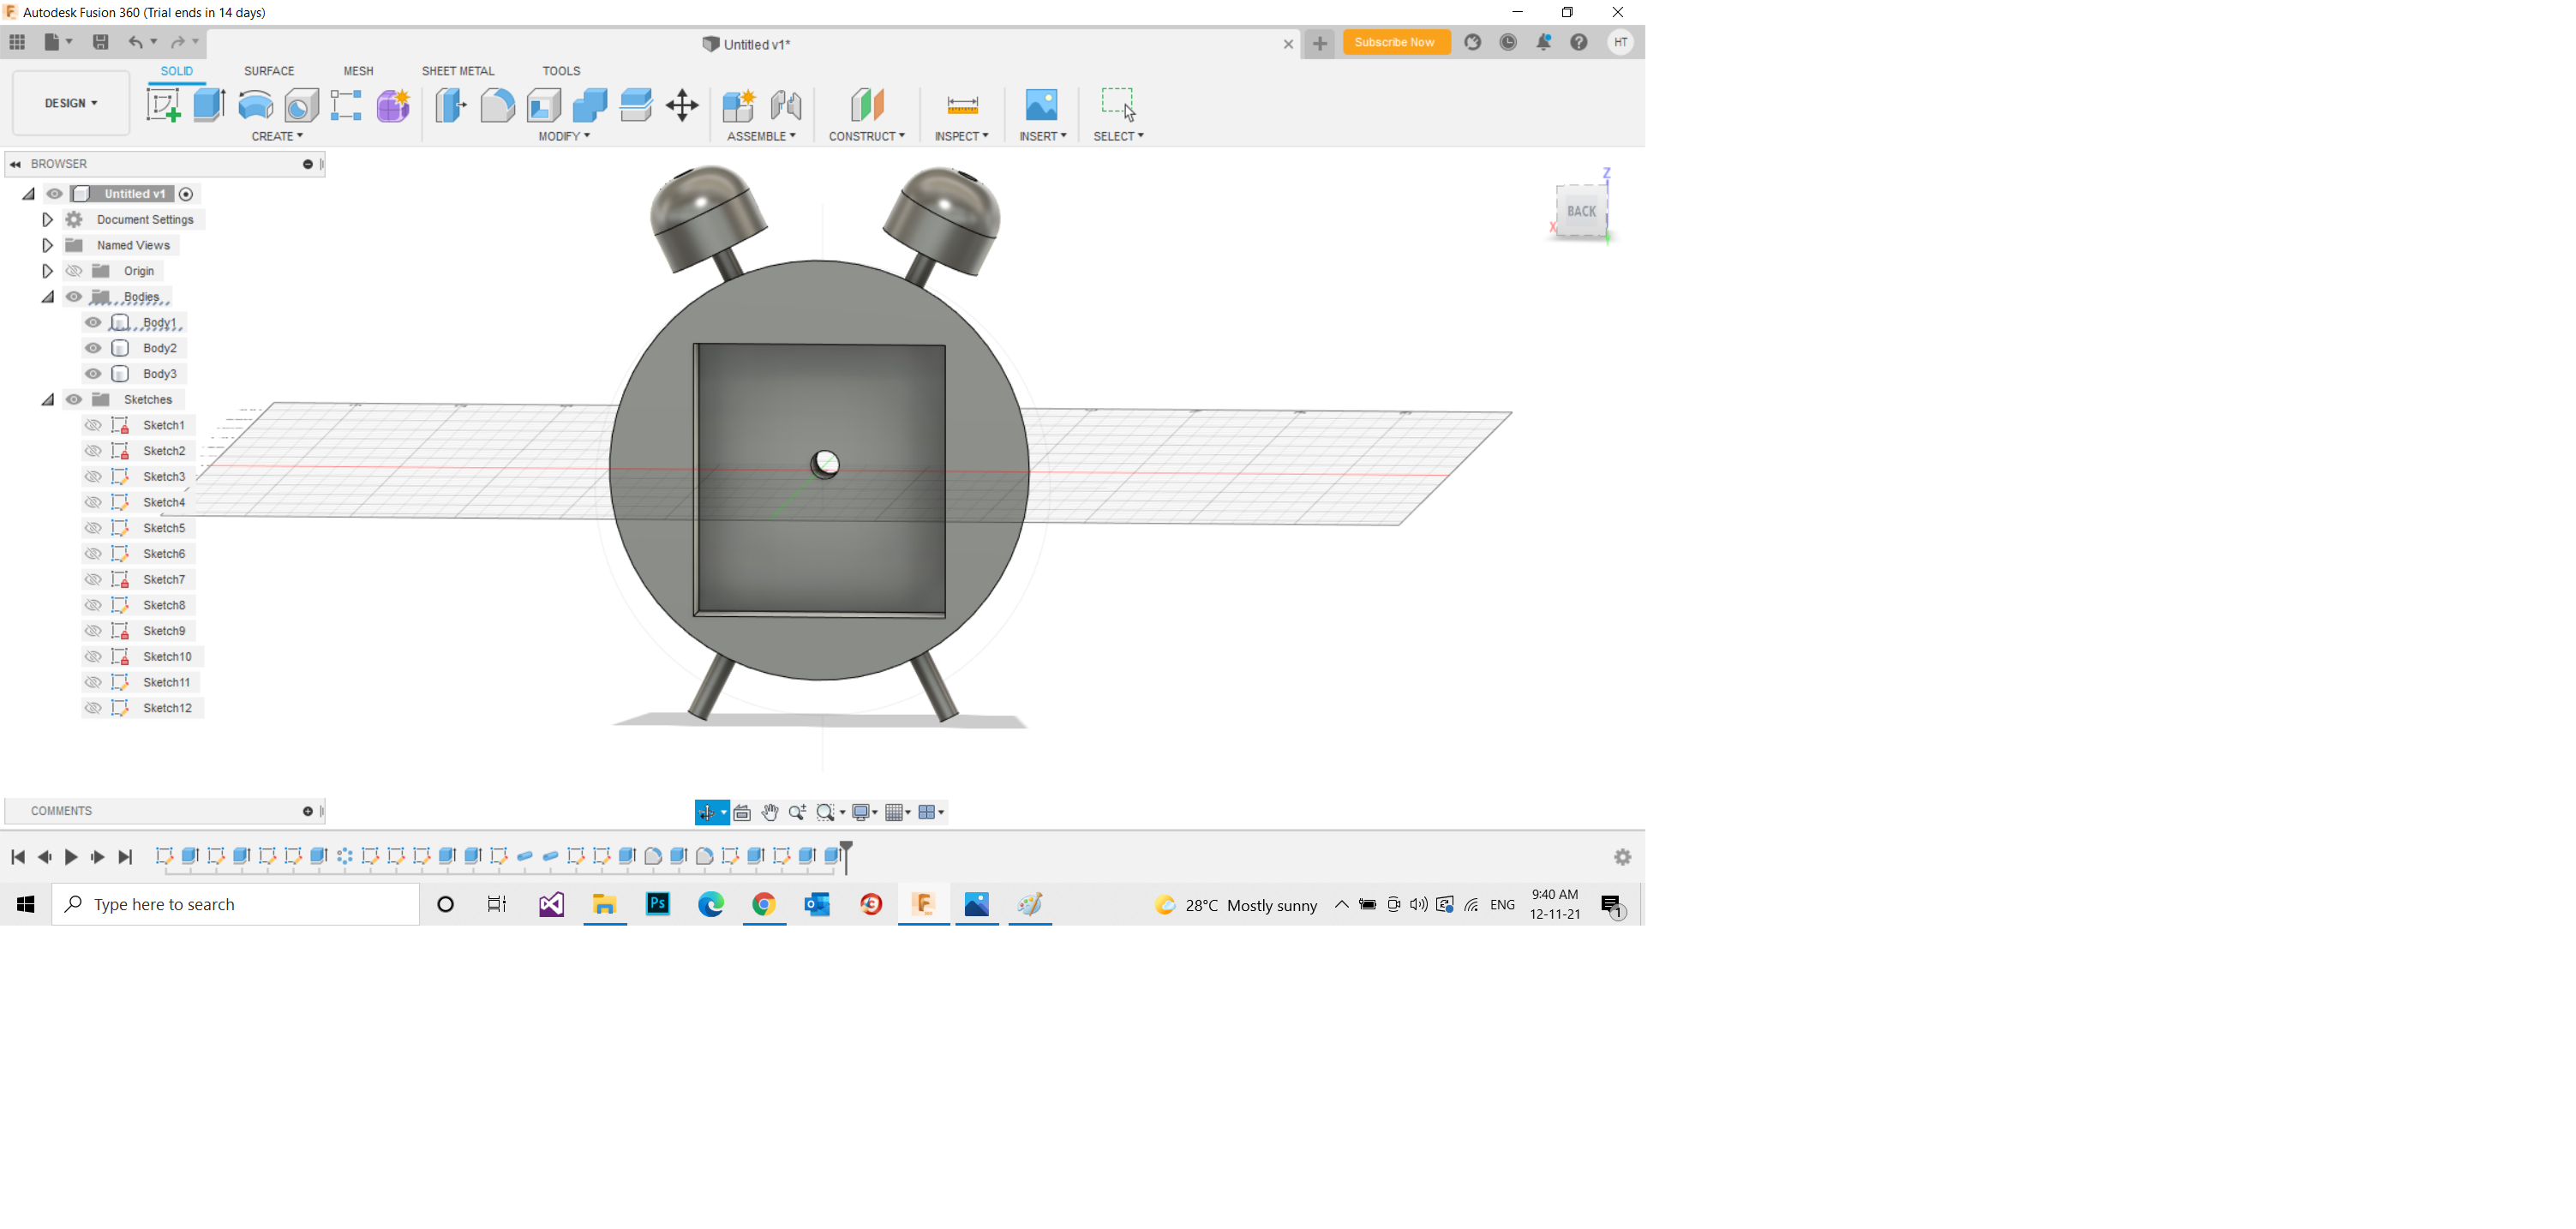 Autodesk Fusion 360 (Trial ends in 14 days)
Untitled v1*
Subscribe Now
HT
DESIGN
SOLID
SURFACE
MESH
SHEET METAL
TOOLS
CREATE
MODIFY
ASSEMBLE
CONSTRUCT
INSPECT
INSERT
SELECT
BROWSER
Untitled v1
Document Settings
Named Views
Origin
Bodies
Body1
Body2
Body3
Sketches
Sketch1
Sketch2
Sketch3
Sketch4
Sketch5
Sketch6
Sketch7
Sketch8
Sketch9
Sketch10
Sketch11
Sketch12
Z
BACK
X
COMMENTS
Type here to search
Ps
28°C Mostly sunny
ENG
9:40 AM
12-11-21
1